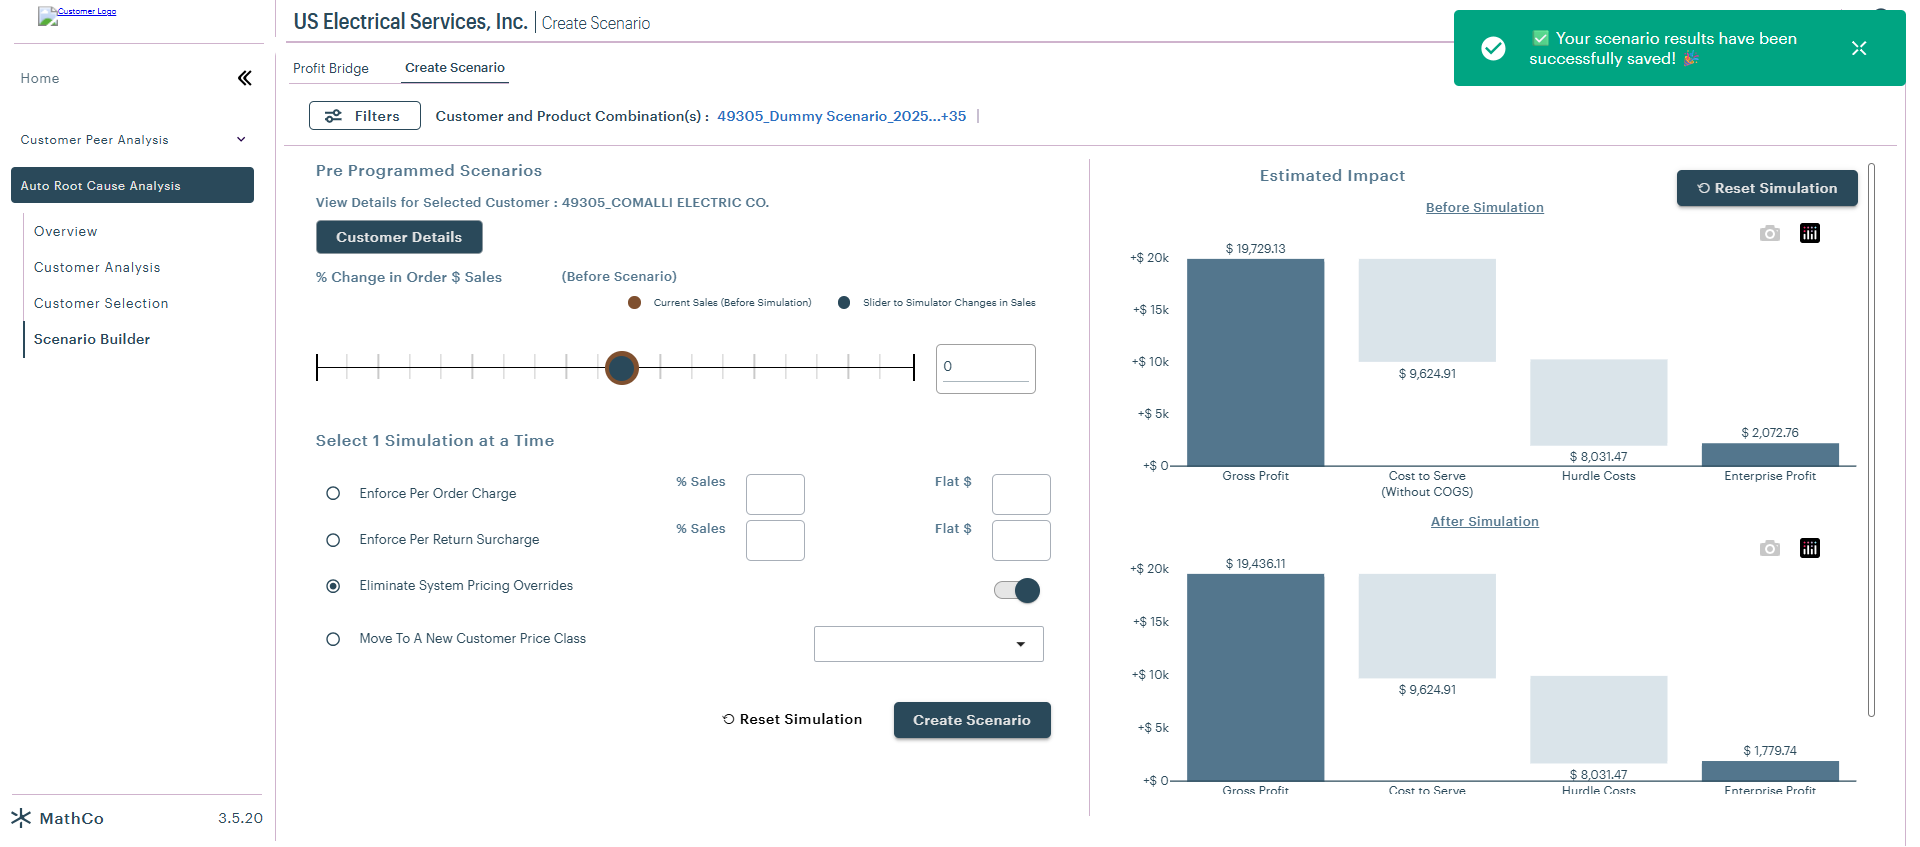 Customer Logo
US Electrical Services, Inc.
Create Scenario
✅ Your scenario results have been
successfully saved! 🎉
Home
Customer Peer Analysis
Auto Root Cause Analysis
Overview
Customer Analysis
Customer Selection
Scenario Builder
MathCo
3.5.20
Profit Bridge
Create Scenario
Filters
Customer and Product Combination(s) :
49305_Dummy Scenario_2025...+35
Pre Programmed Scenarios
View Details for Selected Customer : 49305_COMALLI ELECTRIC CO.
Customer Details
% Change in Order $ Sales
(Before Scenario)
Current Sales (Before Simulation)
Slider to Simulator Changes in Sales
0
Select 1 Simulation at a Time
Enforce Per Order Charge
% Sales
Flat $
Enforce Per Return Surcharge
% Sales
Flat $
Eliminate System Pricing Overrides
Move To A New Customer Price Class
Reset Simulation
Create Scenario
Estimated Impact
Reset Simulation
Before Simulation
$ 19,729.13
+$ 20k
+$ 15k
+$ 10k
$ 9,624.91
+$ 5k
$ 2,072.76
$ 8,031.47
+$ 0
Gross Profit
Cost to Serve
(Without COGS)
Hurdle Costs
Enterprise Profit
After Simulation
$ 19,436.11
+$ 20k
+$ 15k
+$ 10k
$ 9,624.91
+$ 5k
$ 1,779.74
$ 8,031.47
+$ 0
Gross Profit
Cost to Serve
Hurdle Costs
Enterprise Profit